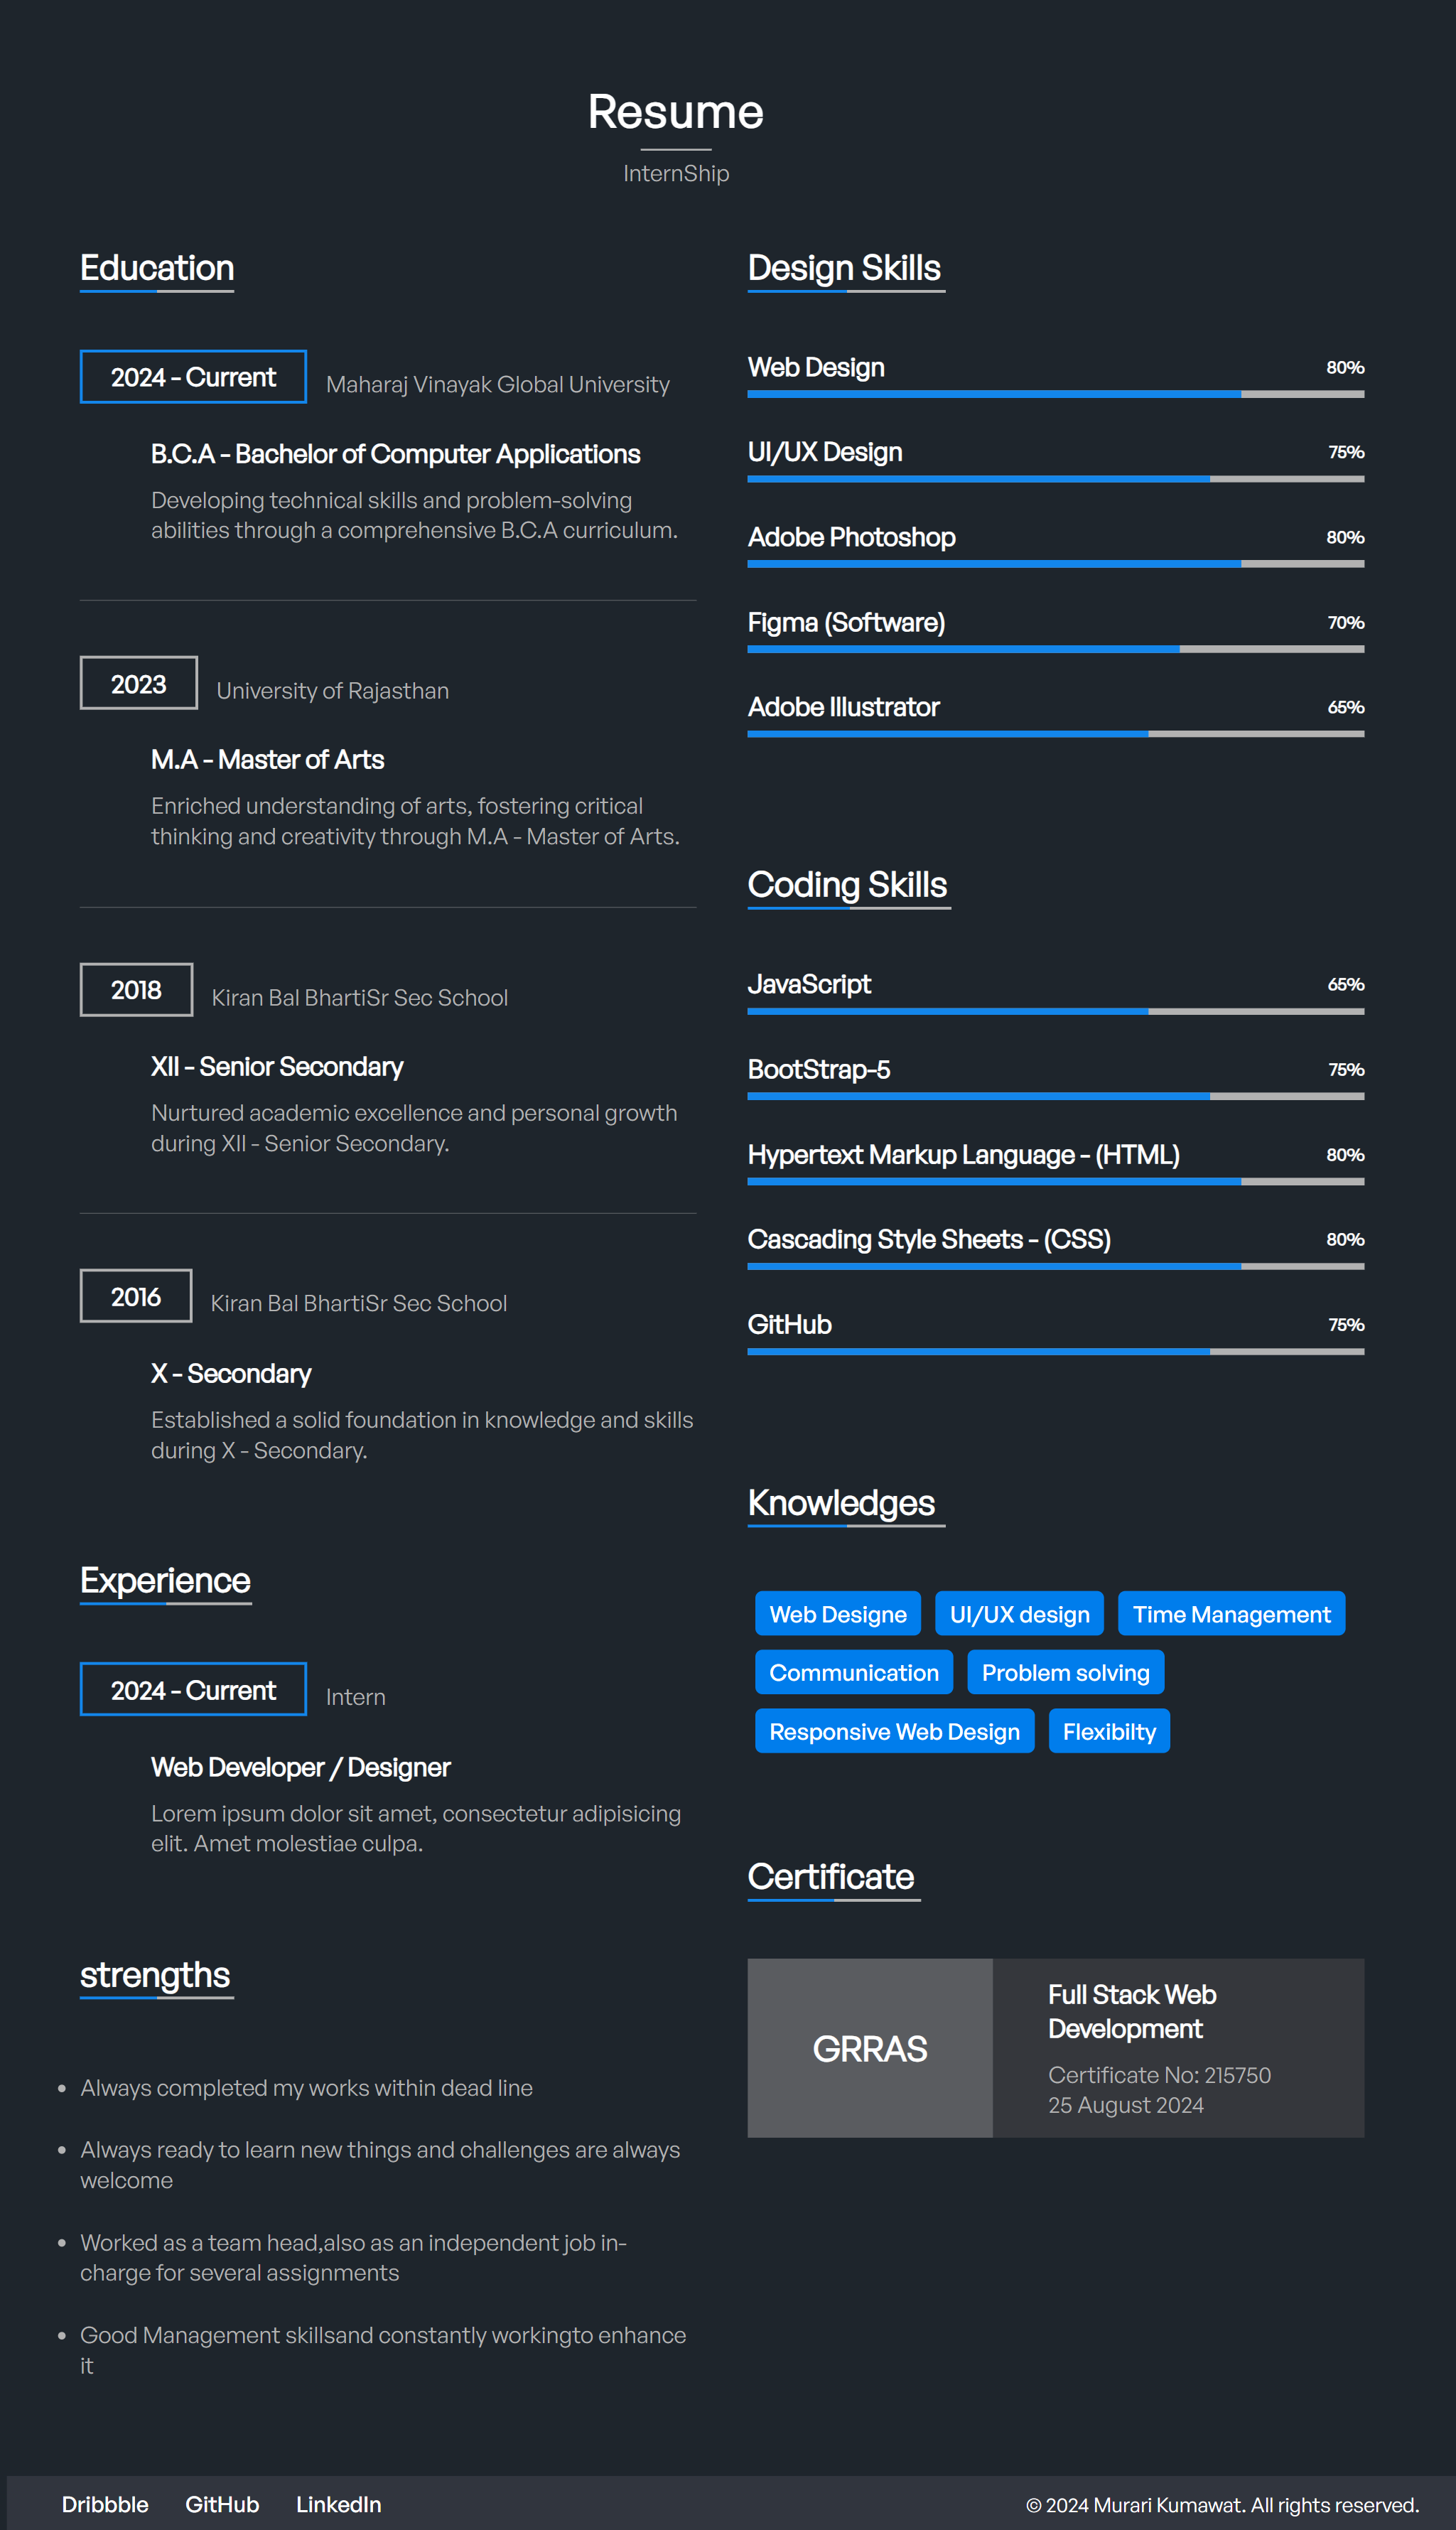 Resume
InternShip
Education
2024 - Current
Maharaj Vinayak Global University
B.C.A - Bachelor of Computer Applications
Developing technical skills and problem-solving
abilities through a comprehensive B.C.A curriculum.
2023
University of Rajasthan
M.A - Master of Arts
Enriched understanding of arts, fostering critical
thinking and creativity through M.A - Master of Arts.
2018
Kiran Bal BhartiSr Sec School
XII - Senior Secondary
Nurtured academic excellence and personal growth
during XII - Senior Secondary.
2016
Kiran Bal BhartiSr Sec School
X - Secondary
Established a solid foundation in knowledge and skills
during X - Secondary.
Experience
2024 - Current
Intern
Web Developer / Designer
Lorem ipsum dolor sit amet, consectetur adipisicing
elit. Amet molestiae culpa.
strengths
• Always completed my works within dead line
• Always ready to learn new things and challenges are always
welcome
• Worked as a team head,also as an independent job in-
charge for several assignments
• Good Management skillsand constantly workingto enhance
it
Design Skills
Web Design 80%
UI/UX Design 75%
Adobe Photoshop 80%
Figma (Software) 70%
Adobe Illustrator 65%
Coding Skills
JavaScript 65%
BootStrap-5 75%
Hypertext Markup Language - (HTML) 80%
Cascading Style Sheets - (CSS) 80%
GitHub 75%
Knowledges
Web Designe UI/UX design Time Management
Communication Problem solving
Responsive Web Design Flexibilty
Certificate
GRRAS
Full Stack Web
Development
Certificate No: 215750
25 August 2024
Dribbble GitHub LinkedIn
© 2024 Murari Kumawat. All rights reserved.